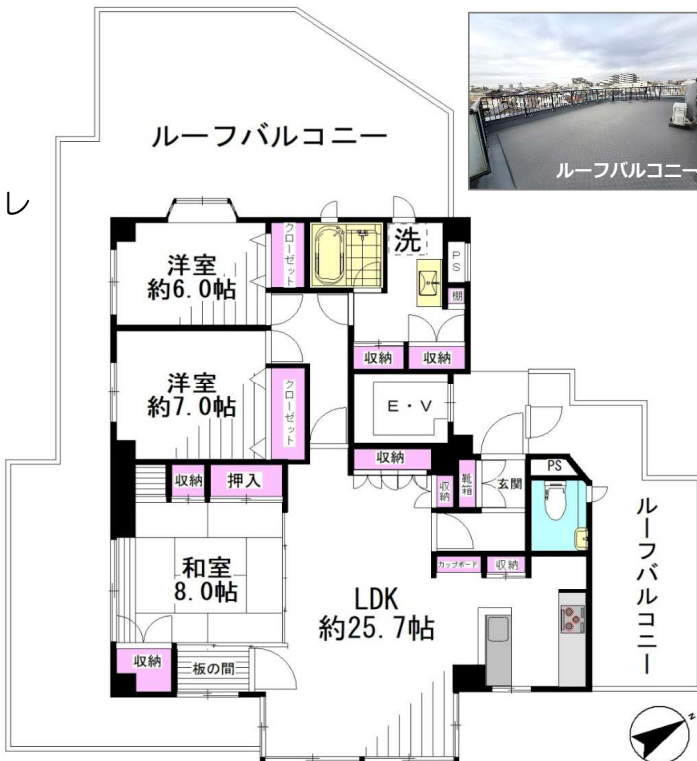 ルーフバルコニー
ルーフバルコニー
レ
洋室
約6.0帖
クローゼット
洗
PS
棚
収納
収納
洋室
約7.0帖
クローゼット
E・V
収納
収納
靴箱
玄関
PS
収納
押入
和室
8.0帖
LDK
約25.7帖
カップボード
収納
ルーフバルコニー
収納
板の間
N